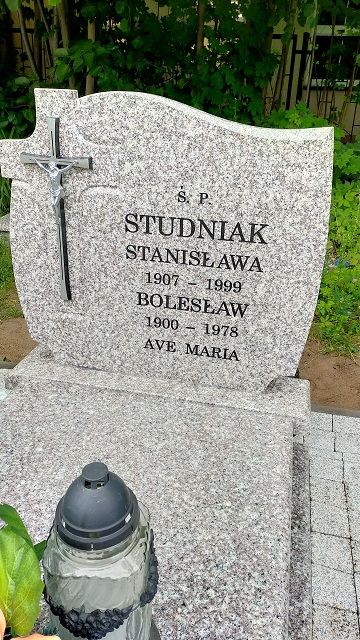 Ś. P.
STUDNIAK
STANISŁAWA
1907 – 1999
BOLESŁAW
1900 – 1978
AVE MARIA